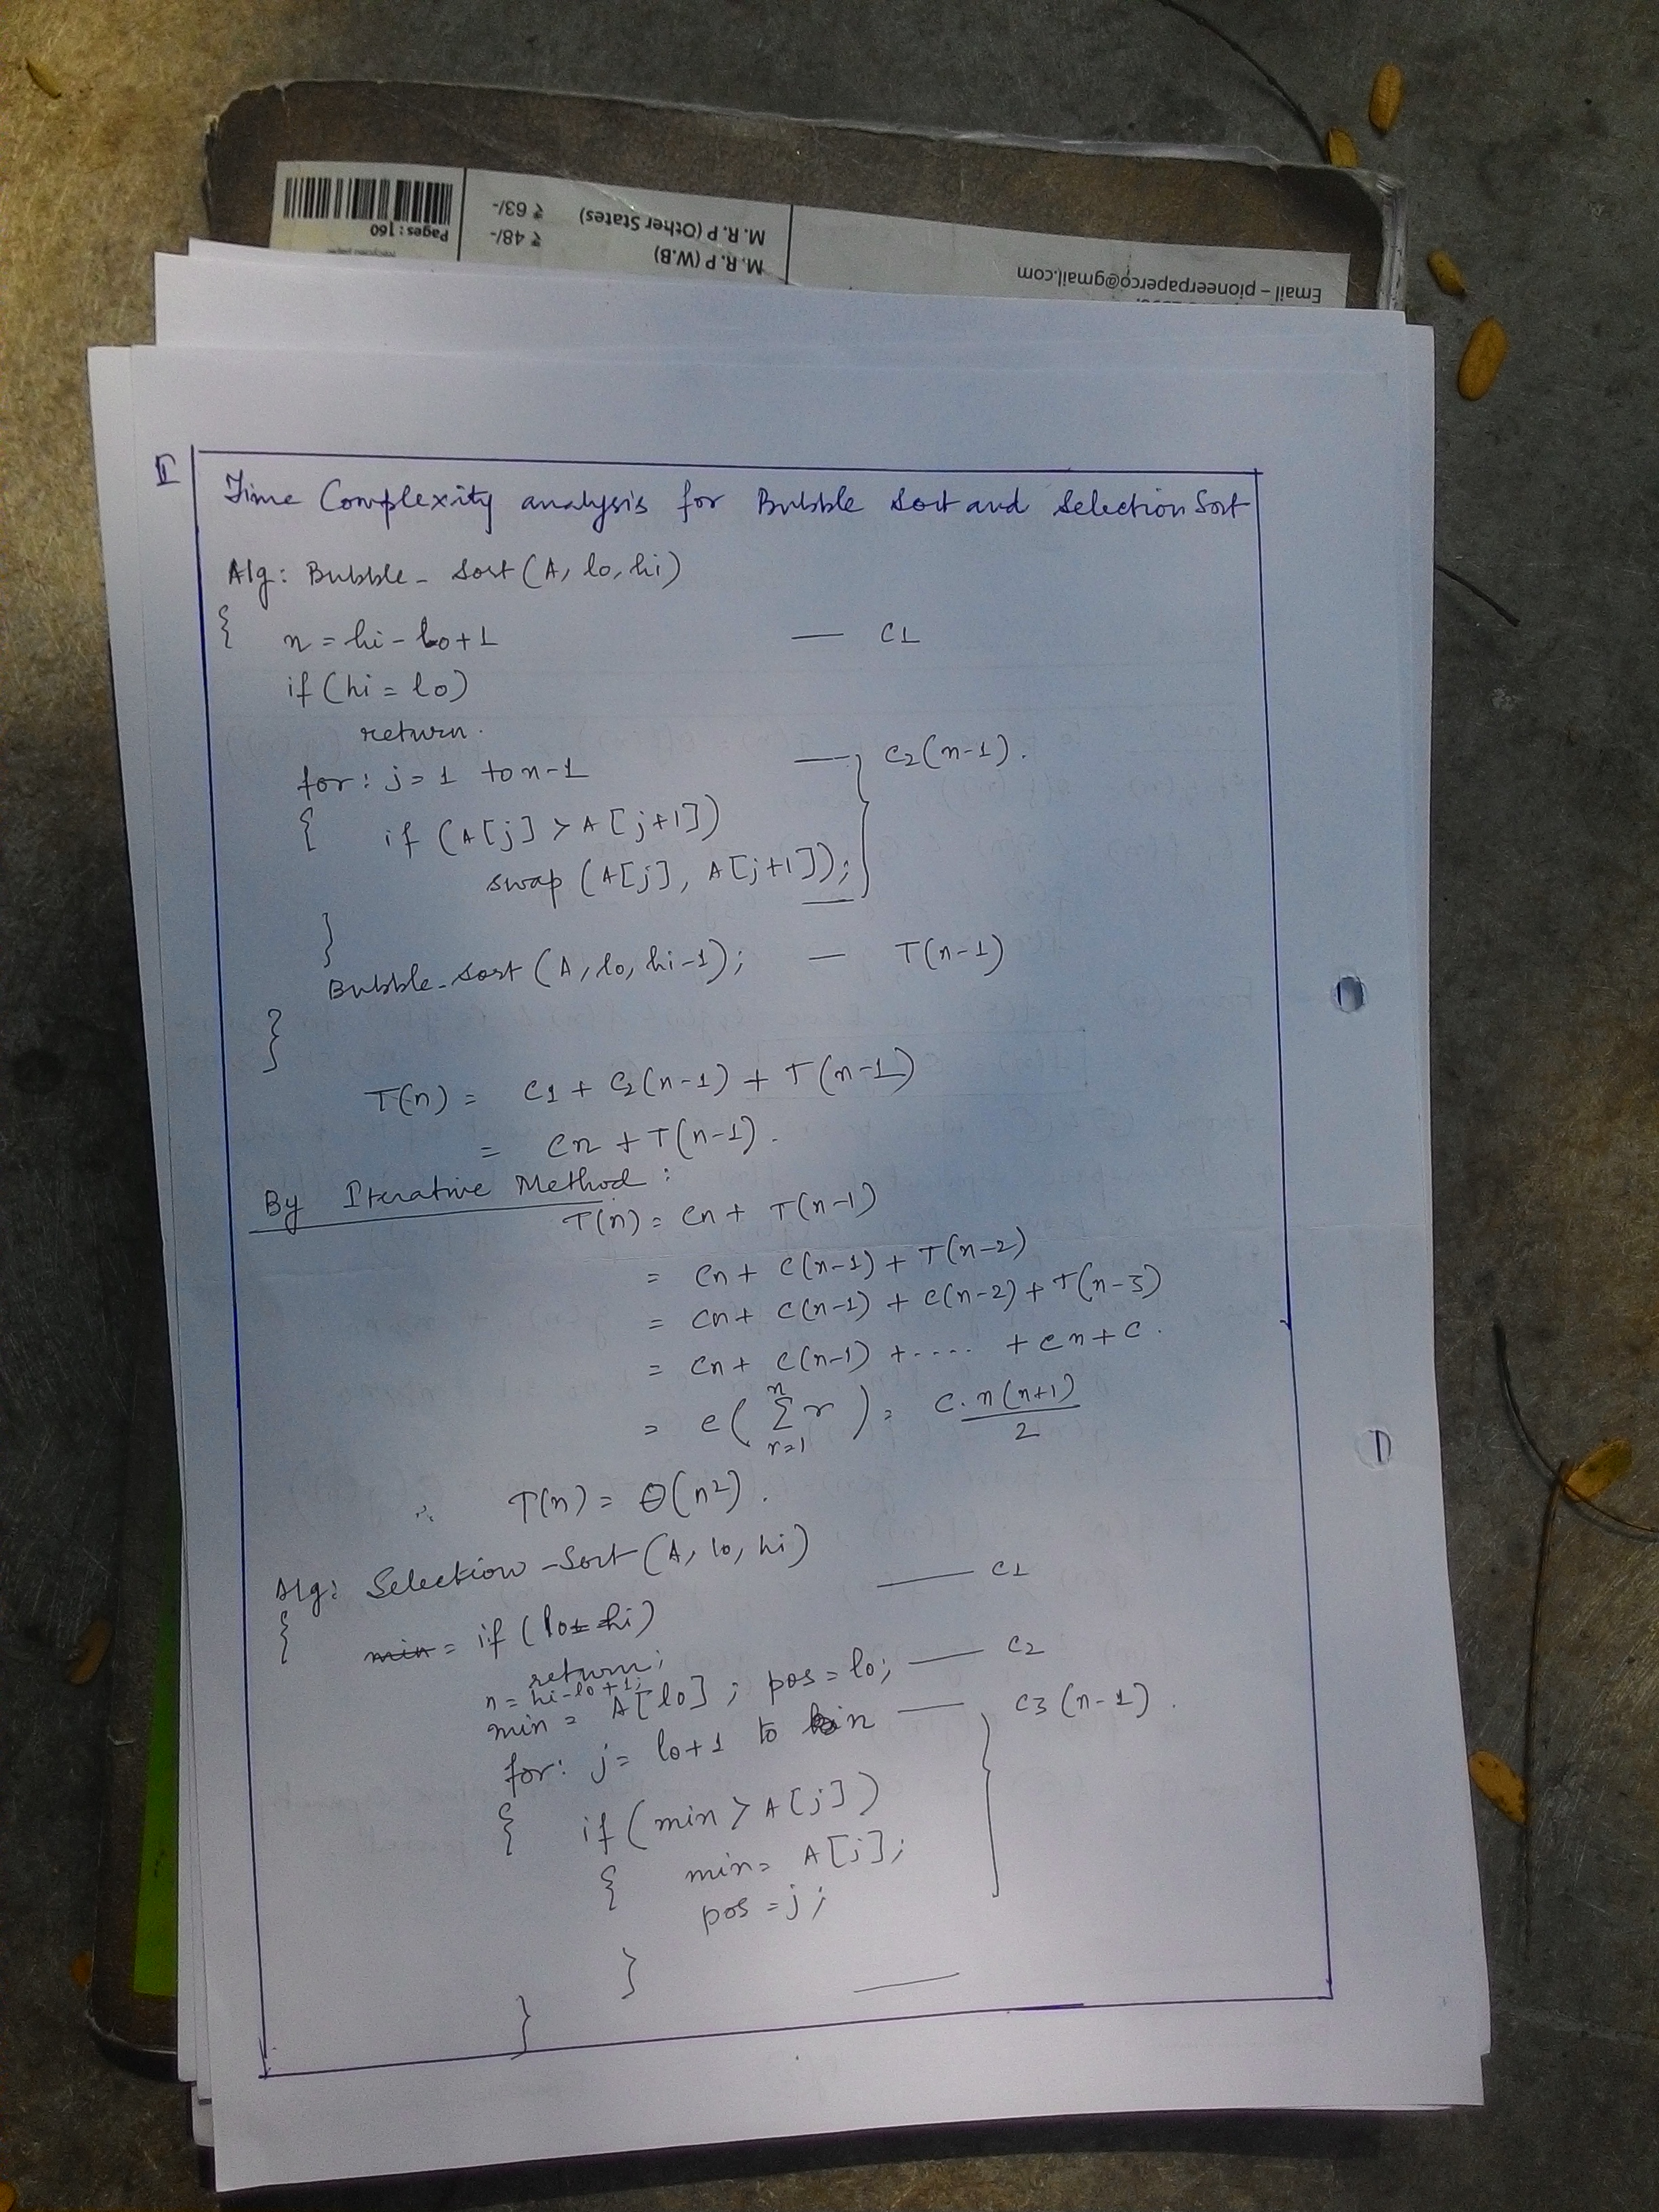 Time Complexity analysis for Bubble sort and selection Sort
Alg: Bubble - sort (A, lo, hi)
{
n = hi - lo + 1 — C1
if (hi = lo)
return.
for: j = 1 to n-1 — C2(n-1).
{ if (A[j] > A[j+1])
swap (A[j], A[j+1]);
}
Bubble-sort (A, lo, hi-1); — T(n-1)
}
T(n) = C1 + C2(n-1) + T(n-1)
= Cn + T(n-1).
By Iterative Method:
T(n) = Cn + T(n-1)
= Cn + C(n-1) + T(n-2)
= Cn + C(n-1) + C(n-2) + T(n-3)
= Cn + C(n-1) + .... + Cn + C.
= C( n Σ r=1 r ) = C.n(n+1) / 2
∴ T(n) = Θ(n²).
Alg: Selection-Sort (A, lo, hi)
{ min = if (lo = hi) — C1
return;
n = hi-lo+1;
min = A[lo]; pos = lo; — C2
for: j = lo+1 to n — C3(n-1).
{ if (min > A[j])
{ min = A[j];
pos = j;
}
}
Email – pioneerpaperco@gmail.com
M. R. P (W.B) ₹ 48/-
M. R. P (Other States) ₹ 63/-
Recycled paper
Pages : 160